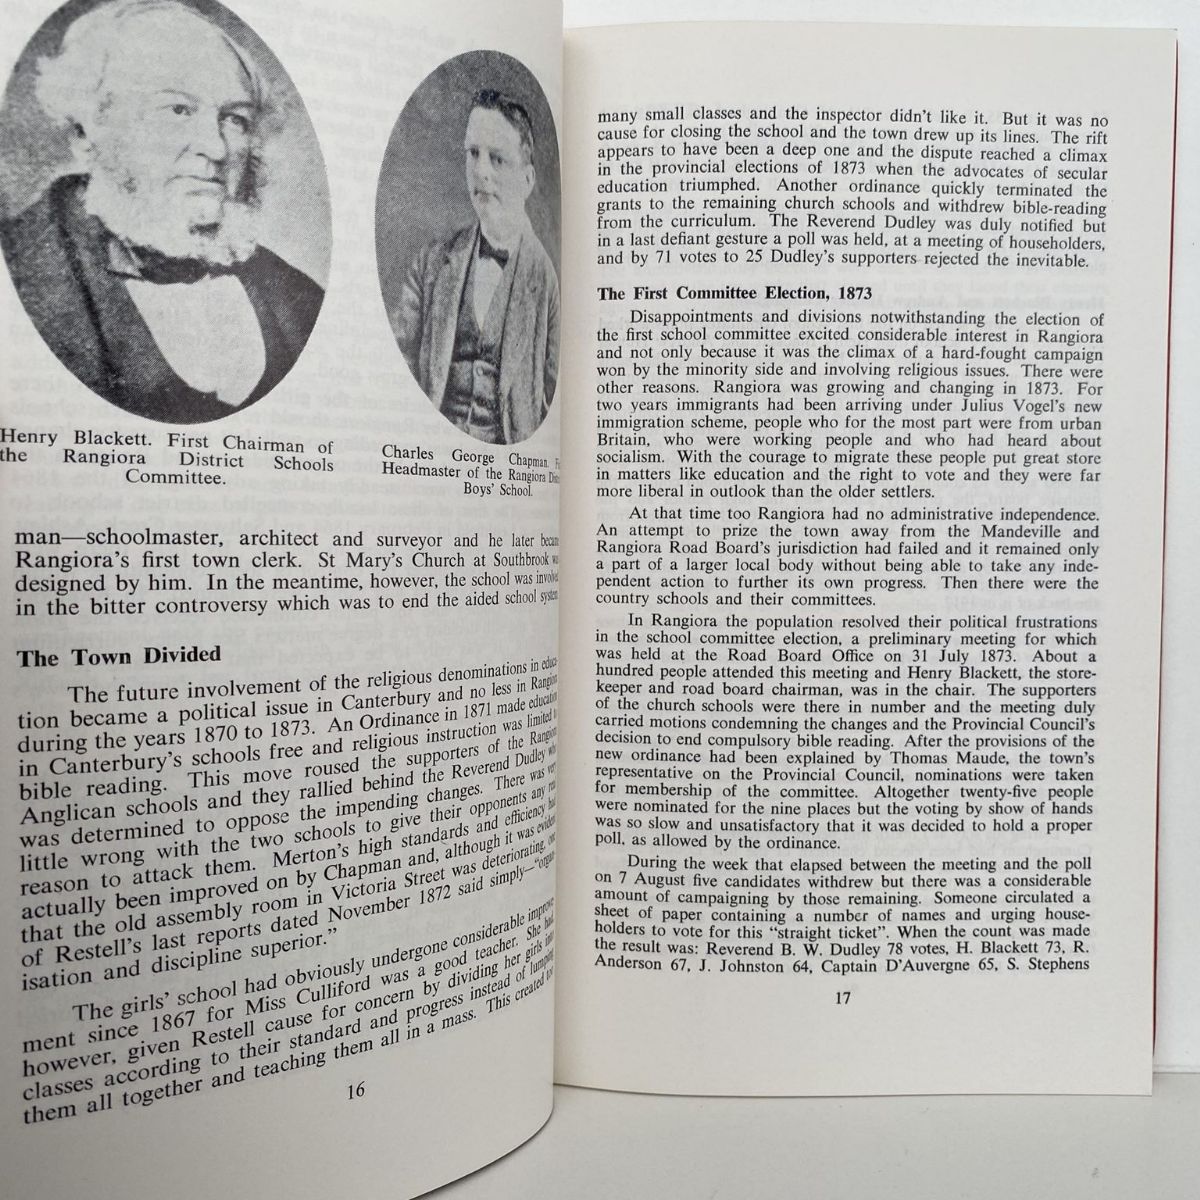 Henry Blackett. First Chairman of
the Rangiora District Schools
Committee.
Charles George Chapman.
Headmaster of the Rangiora
Boys' School.
man—schoolmaster, architect and surveyor and he later
Rangiora's first town clerk. St Mary's Church at Southbrook
designed by him. In the meantime, however, the school was
in the bitter controversy which was to end the aided school
The Town Divided
The future involvement of the religious denominations in
tion became a political issue in Canterbury and no less in
during the years 1870 to 1873. An Ordinance in 1871 made
in Canterbury's schools free and religious instruction was limited
bible reading. This move roused the supporters of the
Anglican schools and they rallied behind the Reverend Dudley
was determined to oppose the impending changes. There was
little wrong with the two schools to give their opponents any
reason to attack them. Merton's high standards and efficiency
actually been improved on by Chapman and, although it was
that the old assembly room in Victoria Street was deteriorating,
of Restell's last reports dated November 1872 said simply—"organ-
isation and discipline superior."
The girls' school had obviously undergone considerable improve-
ment since 1867 for Miss Culliford was a good teacher. She had,
however, given Restell cause for concern by dividing her girls into
classes according to their standard and progress instead of lumping
them all together and teaching them all in a mass. This created too
16
many small classes and the inspector didn't like it. But it was no
cause for closing the school and the town drew up its lines. The rift
appears to have been a deep one and the dispute reached a climax
in the provincial elections of 1873 when the advocates of secular
education triumphed. Another ordinance quickly terminated the
grants to the remaining church schools and withdrew bible-reading
from the curriculum. The Reverend Dudley was duly notified but
in a last defiant gesture a poll was held, at a meeting of householders,
and by 71 votes to 25 Dudley's supporters rejected the inevitable.
The First Committee Election, 1873
Disappointments and divisions notwithstanding the election of
the first school committee excited considerable interest in Rangiora
and not only because it was the climax of a hard-fought campaign
won by the minority side and involving religious issues. There were
other reasons. Rangiora was growing and changing in 1873. For
two years immigrants had been arriving under Julius Vogel's new
immigration scheme, people who for the most part were from urban
Britain, who were working people and who had heard about
socialism. With the courage to migrate these people put great store
in matters like education and the right to vote and they were far
more liberal in outlook than the older settlers.
At that time too Rangiora had no administrative independence.
An attempt to prize the town away from the Mandeville and
Rangiora Road Board's jurisdiction had failed and it remained only
a part of a larger local body without being able to take any inde-
pendent action to further its own progress. Then there were the
country schools and their committees.
In Rangiora the population resolved their political frustrations
in the school committee election, a preliminary meeting for which
was held at the Road Board Office on 31 July 1873. About a
hundred people attended this meeting and Henry Blackett, the store-
keeper and road board chairman, was in the chair. The supporters
of the church schools were there in number and the meeting duly
carried motions condemning the changes and the Provincial Council's
decision to end compulsory bible reading. After the provisions of the
new ordinance had been explained by Thomas Maude, the town's
representative on the Provincial Council, nominations were taken
for membership of the committee. Altogether twenty-five people
were nominated for the nine places but the voting by show of hands
was so slow and unsatisfactory that it was decided to hold a proper
poll, as allowed by the ordinance.
During the week that elapsed between the meeting and the poll
on 7 August five candidates withdrew but there was a considerable
amount of campaigning by those remaining. Someone circulated a
sheet of paper containing a number of names and urging house-
holders to vote for this "straight ticket". When the count was made
the result was: Reverend B. W. Dudley 78 votes, H. Blackett 73, R.
Anderson 67, J. Johnston 64, Captain D'Auvergne 65, S. Stephens
17